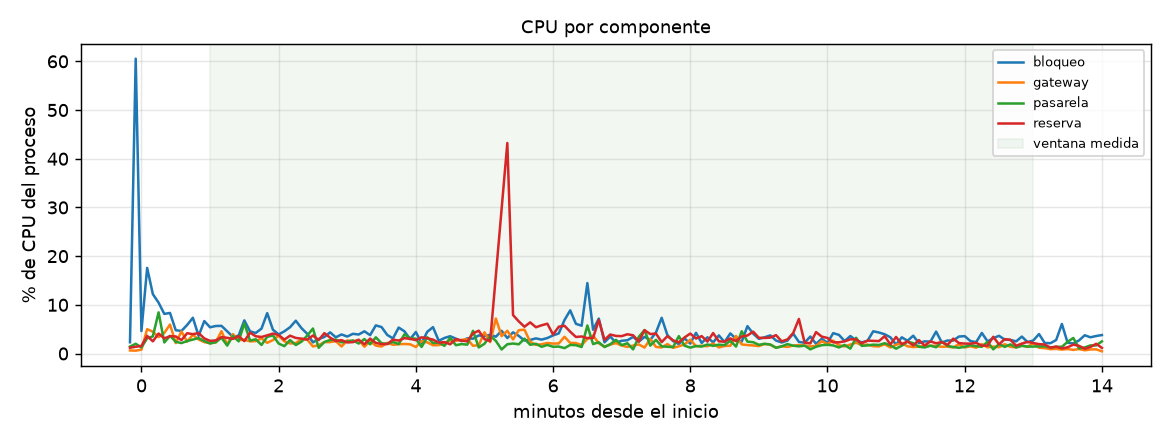 CPU por componente
% de CPU del proceso
60
50
40
30
20
10
0
bloqueo
gateway
pasarela
reserva
ventana medida
0 2 4 6 8 10 12 14
minutos desde el inicio